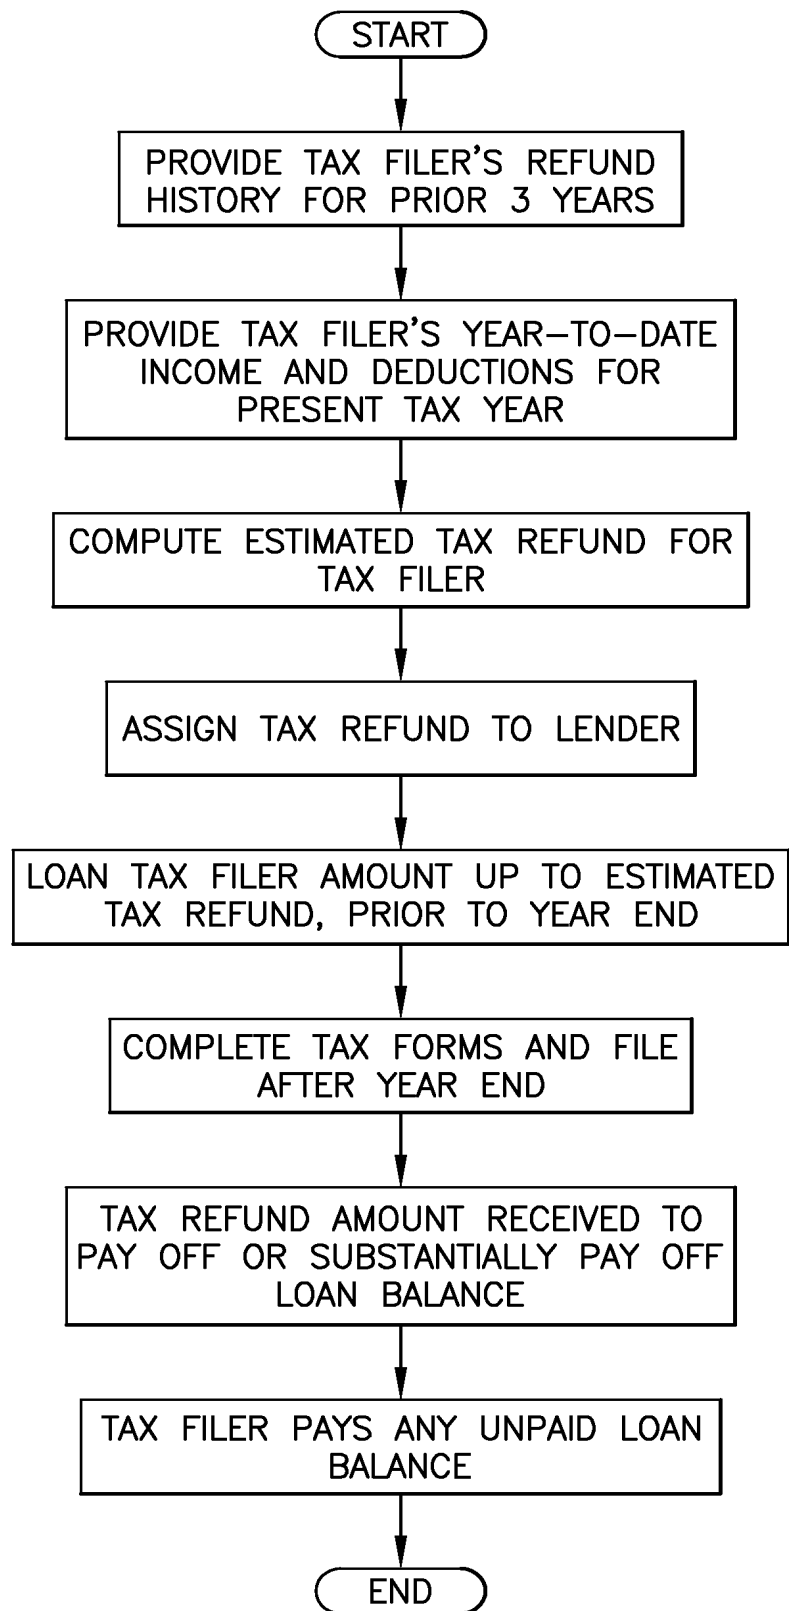 START
PROVIDE TAX FILER'S REFUND
HISTORY FOR PRIOR 3 YEARS
PROVIDE TAX FILER'S YEAR–TO–DATE
INCOME AND DEDUCTIONS FOR
PRESENT TAX YEAR
COMPUTE ESTIMATED TAX REFUND FOR
TAX FILER
ASSIGN TAX REFUND TO LENDER
LOAN TAX FILER AMOUNT UP TO ESTIMATED
TAX REFUND, PRIOR TO YEAR END
COMPLETE TAX FORMS AND FILE
AFTER YEAR END
TAX REFUND AMOUNT RECEIVED TO
PAY OFF OR SUBSTANTIALLY PAY OFF
LOAN BALANCE
TAX FILER PAYS ANY UNPAID LOAN
BALANCE
END